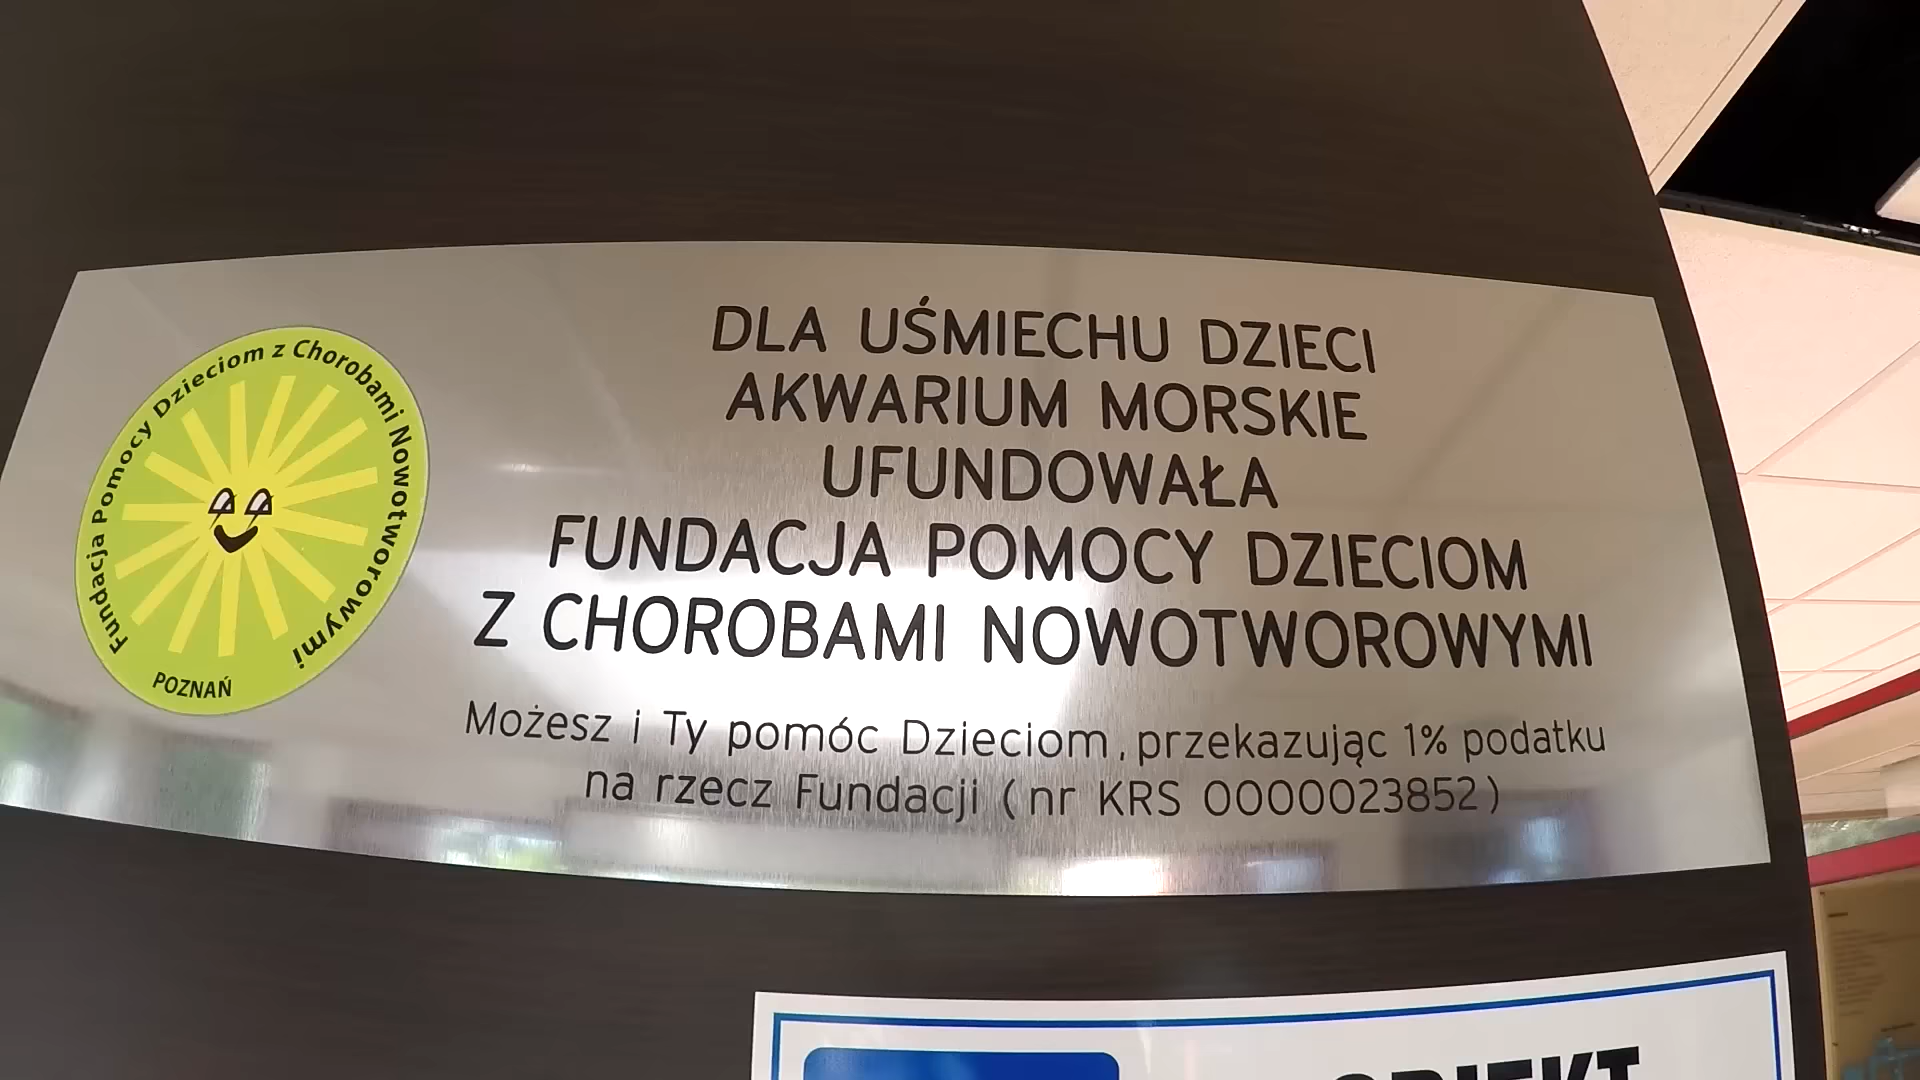 Fundacja Pomocy Dzieciom z Chorobami Nowotworowymi
POZNAŃ
DLA UŚMIECHU DZIECI
AKWARIUM MORSKIE
UFUNDOWAŁA
FUNDACJA POMOCY DZIECIOM
Z CHOROBAMI NOWOTWOROWYMI
Możesz i Ty pomóc Dzieciom, przekazując 1% podatku
na rzecz Fundacji (nr KRS 0000023852)
OBIEKT